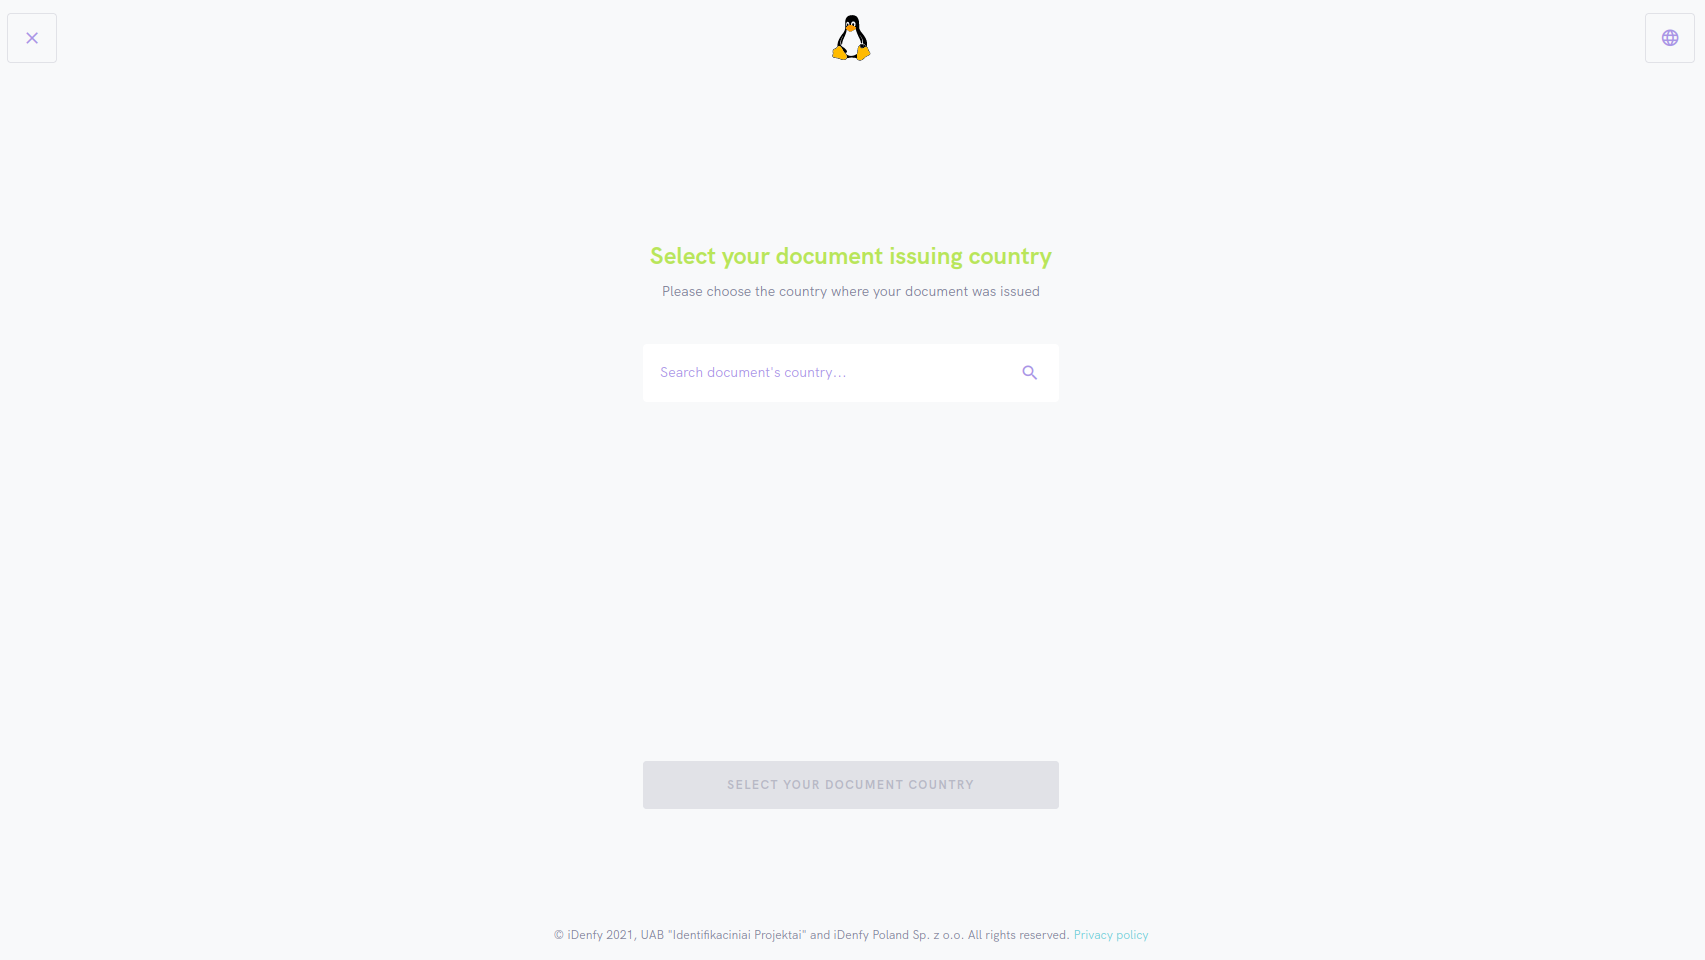 Select your document issuing country
Please choose the country where your document was issued
Search document's country...
SELECT YOUR DOCUMENT COUNTRY
© iDenfy 2021, UAB "Identifikaciniai Projektai" and iDenfy Poland Sp. z o.o. All rights reserved. Privacy policy